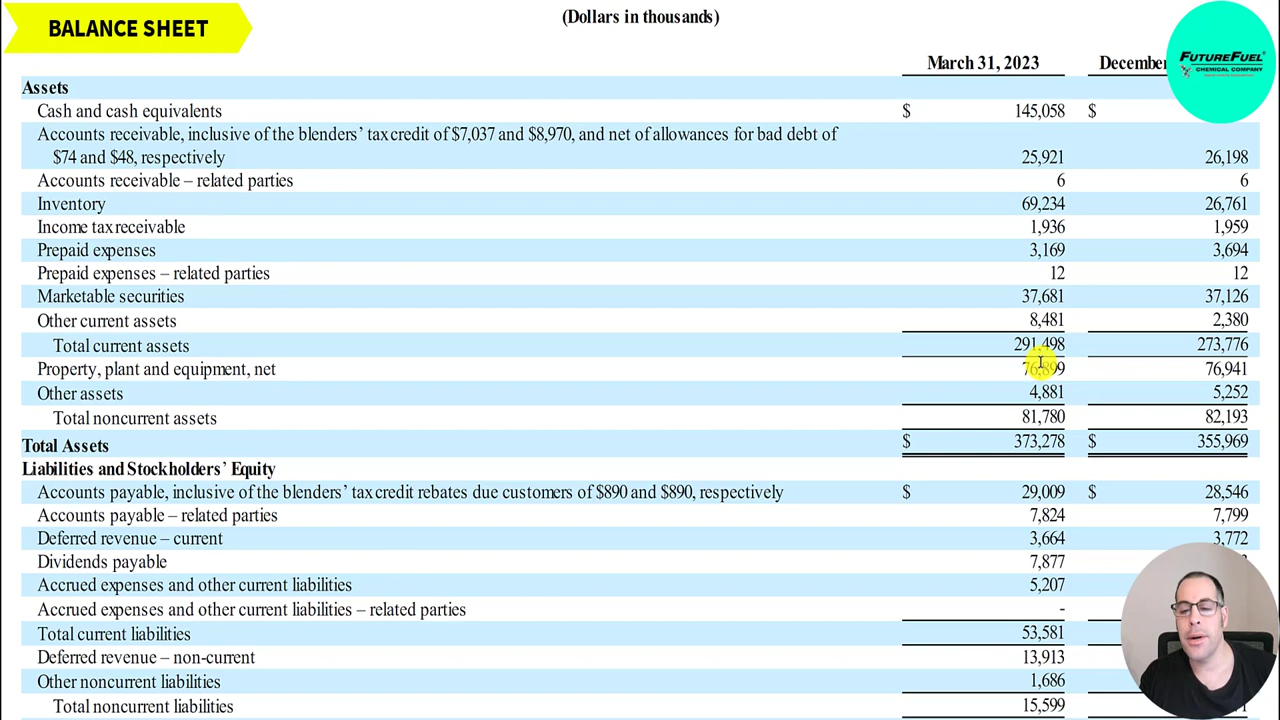 BALANCE SHEET
(Dollars in thousands)
March 31, 2023
FUTUREFUEL
CHEMICAL COMPANY
Assets
Cash and cash equivalents $ 145,058 $
Accounts receivable, inclusive of the blenders’ tax credit of $7,037 and $8,970, and net of allowances for bad debt of
$74 and $48, respectively 25,921 26,198
Accounts receivable – related parties 6 6
Inventory 69,234 26,761
Income tax receivable 1,936 1,959
Prepaid expenses 3,169 3,694
Prepaid expenses – related parties 12 12
Marketable securities 37,681 37,126
Other current assets 8,481 2,380
Total current assets 291,498 273,776
Property, plant and equipment, net 76,899 76,941
Other assets 4,881 5,252
Total noncurrent assets 81,780 82,193
Total Assets $ 373,278 $ 355,969
Liabilities and Stockholders’ Equity
Accounts payable, inclusive of the blenders’ tax credit rebates due customers of $890 and $890, respectively $ 29,009 $ 28,546
Accounts payable – related parties 7,824 7,799
Deferred revenue – current 3,664 3,772
Dividends payable 7,877
Accrued expenses and other current liabilities 5,207
Accrued expenses and other current liabilities – related parties -
Total current liabilities 53,581
Deferred revenue – non-current 13,913
Other noncurrent liabilities 1,686
Total noncurrent liabilities 15,599